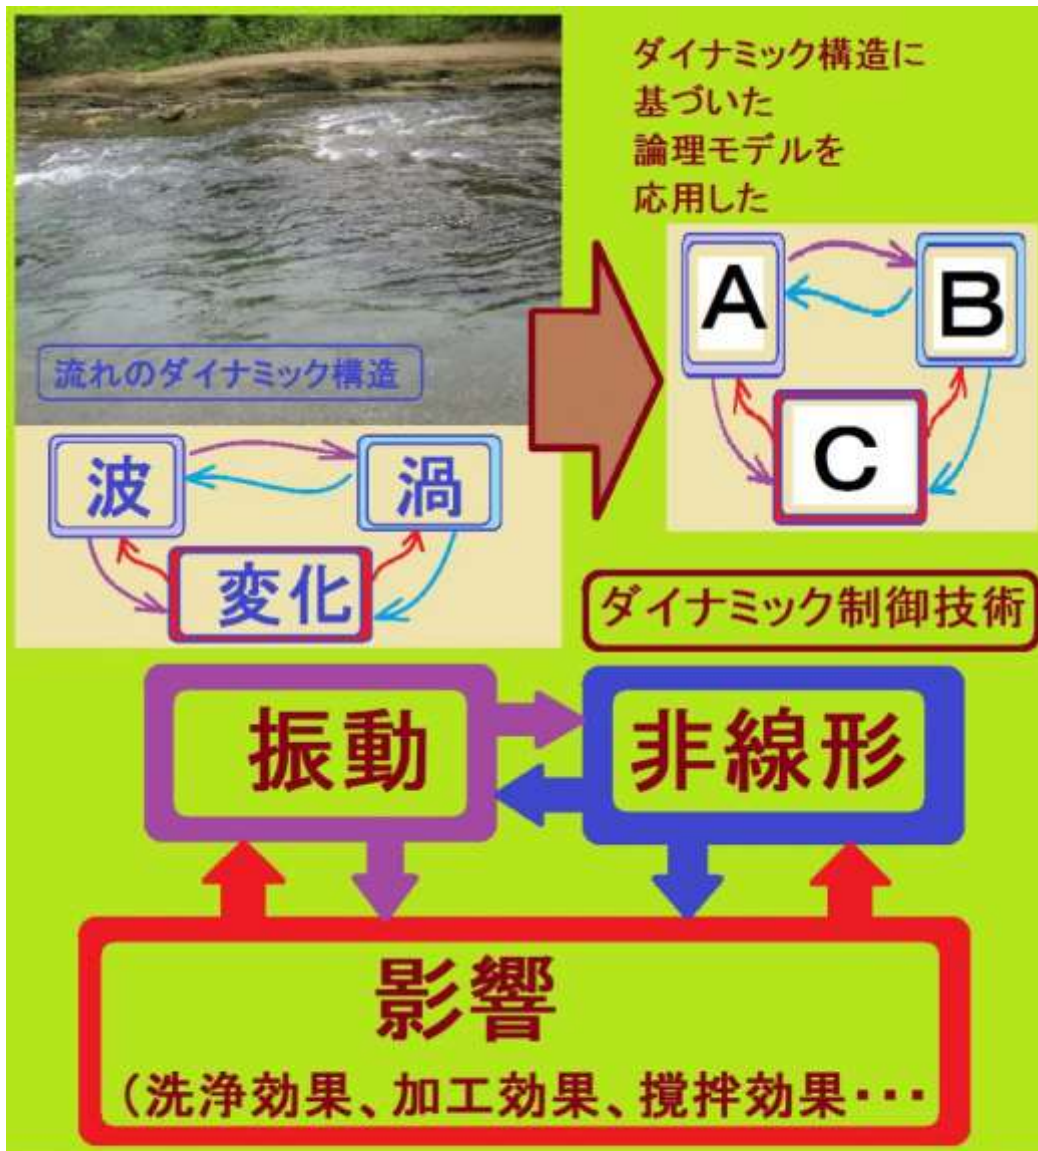 ダイナミック構造に
基づいた
論理モデルを
応用した
流れのダイナミック構造
A
B
C
波
渦
変化
ダイナミック制御技術
振動
非線形
影響
(洗浄効果、加工効果、撹拌効果・・・